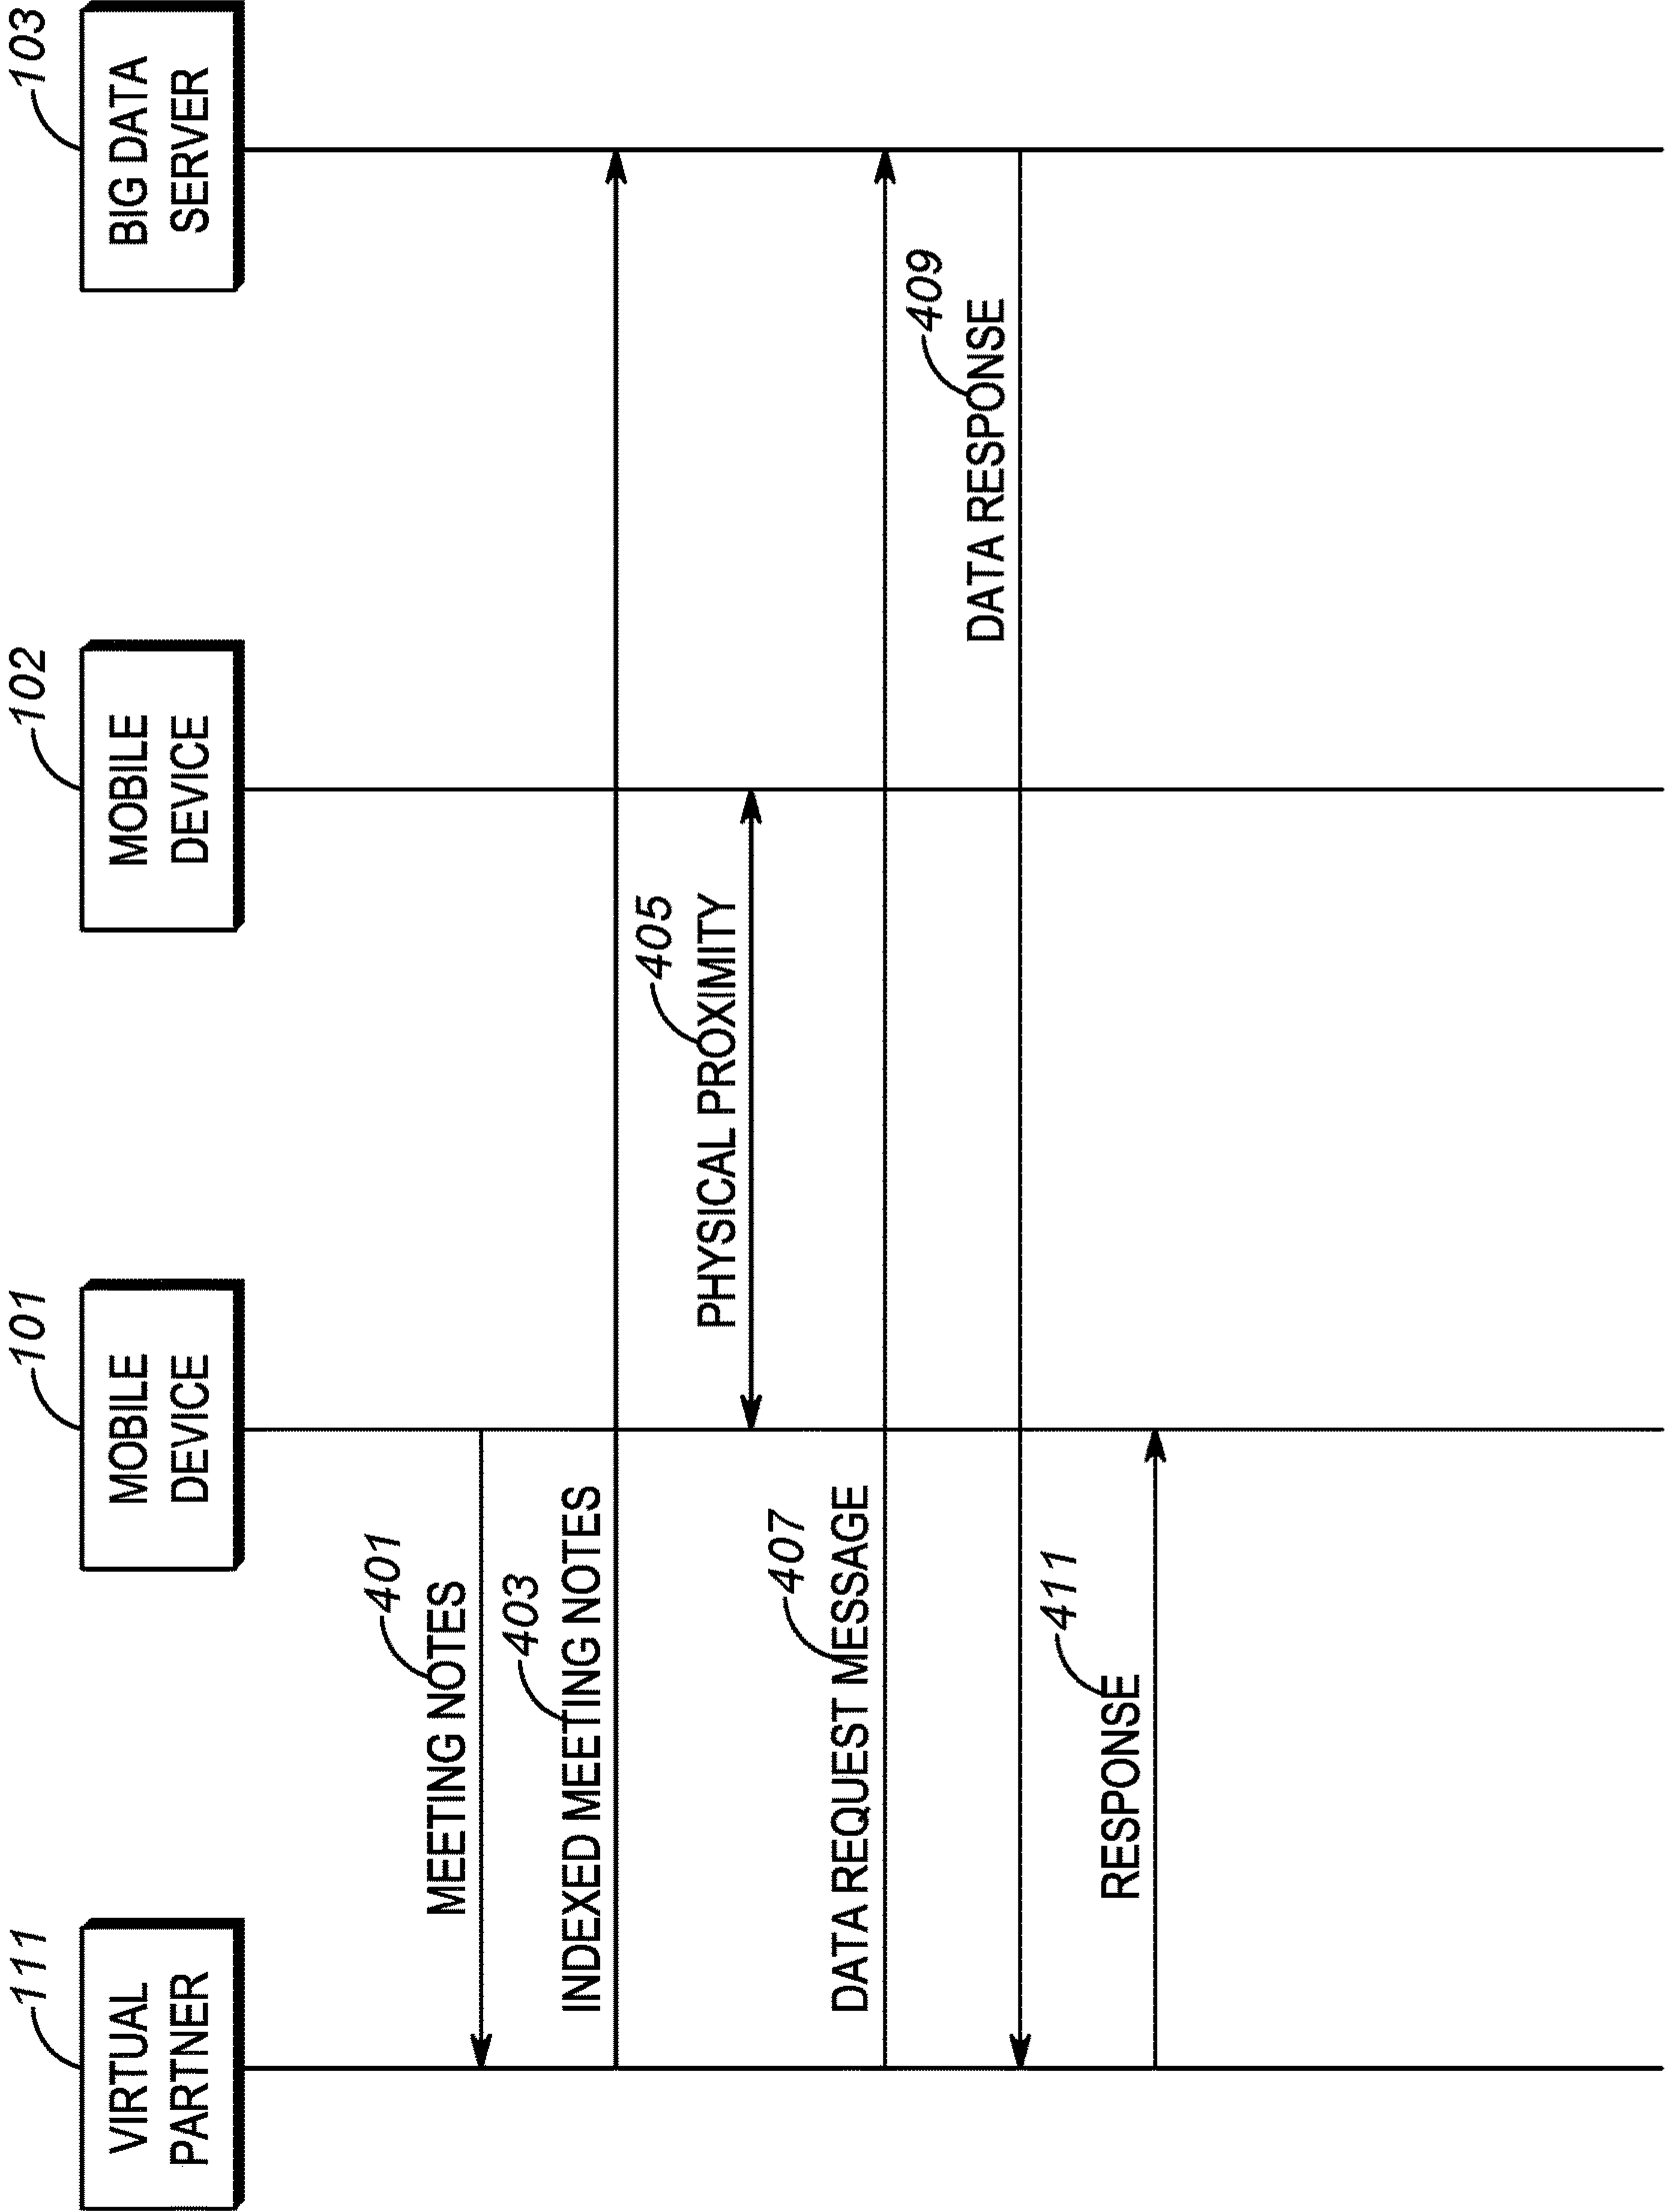 111
VIRTUAL
PARTNER
101
MOBILE
DEVICE
102
MOBILE
DEVICE
103
BIG DATA
SERVER
401
MEETING NOTES
403
INDEXED MEETING NOTES
405
PHYSICAL PROXIMITY
407
DATA REQUEST MESSAGE
409
DATA RESPONSE
411
RESPONSE